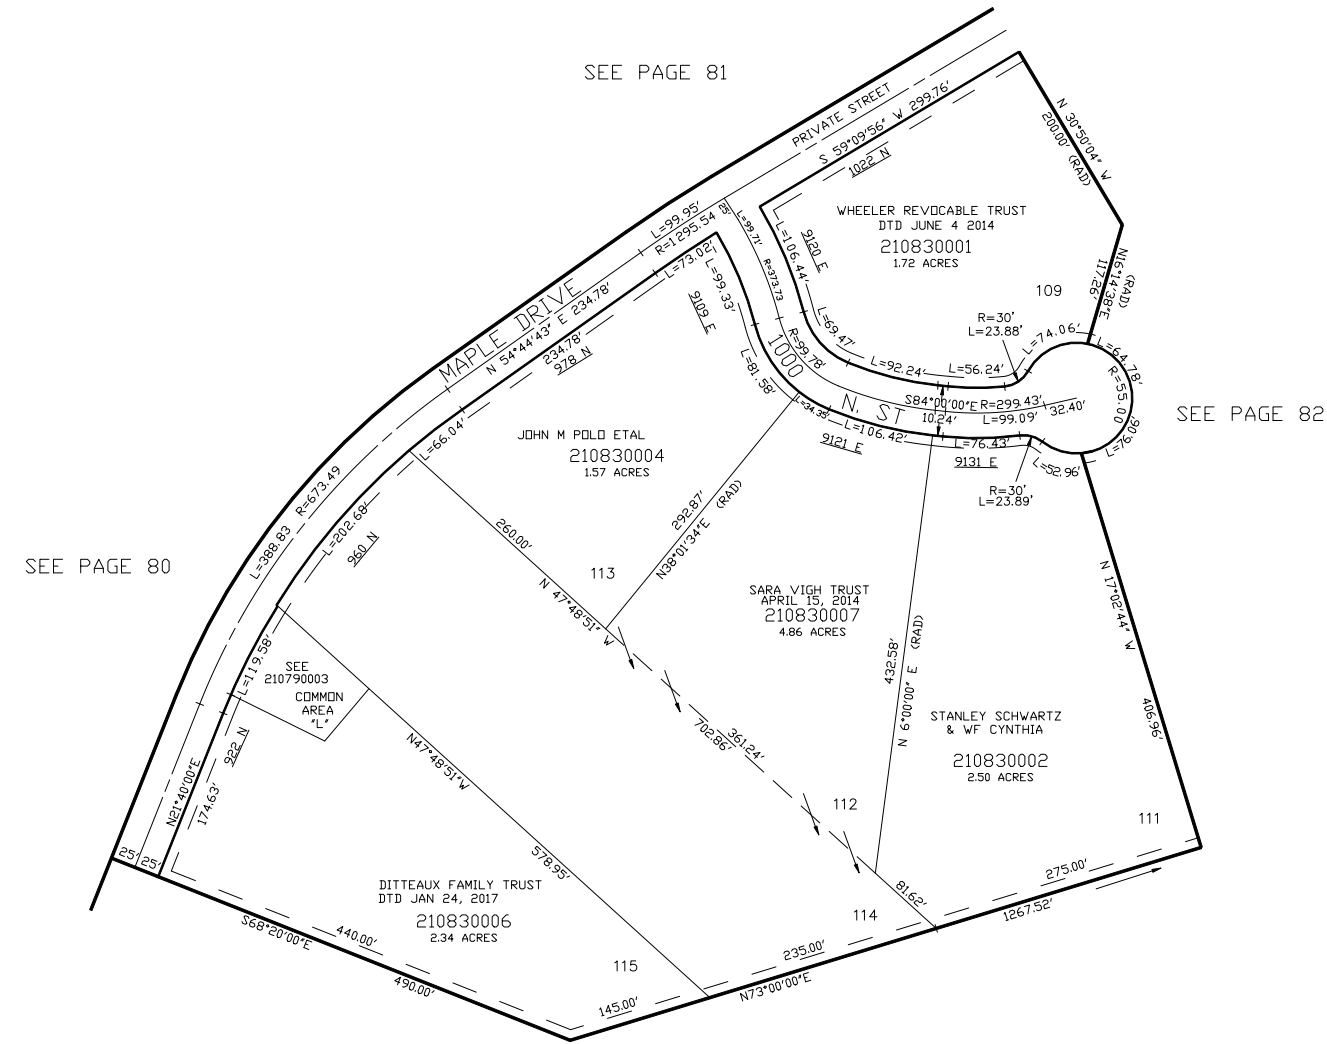 SEE PAGE 81
PRIVATE STREET
S 59°09'56" W 299.76'
1022 N
N 30°50'04" W
200.00' (RAD)
WHEELER REVOCABLE TRUST
DTD JUNE 4 2014
210830001
1.72 ACRES
109
N16°14'38"E
(RAD)
117.26'
L=99.95'
R=1295.54
25'
L=73.02'
L=99.71'
R=373.73
L=106.44'
9120 E
L=99.33'
9109 E
MAPLE DRIVE
N 54°44'43" E 234.78'
234.78'
978 N
L=69.47'
R=99.78'
1000
N. ST
L=81.58'
L=34.35'
L=92.24'
L=56.24'
R=30'
L=23.88'
L=74.06'
L=64.78'
R=55.00
L=76.90'
S84°00'00"E
R=299.43'
10.24'
L=99.09'
32.40'
L=106.42'
9121 E
L=76.43'
9131 E
L=52.96'
R=30'
L=23.89'
SEE PAGE 82
L=66.04'
JOHN M POLO ETAL
210830004
1.57 ACRES
113
292.87'
N38°01'34"E (RAD)
260.00'
N 47°48'51" W
L=388.83 R=673.49
L=202.68'
960 N
SEE PAGE 80
L=119.58'
SEE
210790003
COMMON
AREA
"L"
922 N
N21°40'00"E
174.63'
25' 25'
SARA VIGH TRUST
APRIL 15, 2014
210830007
4.86 ACRES
112
432.58'
N 6°00'00" E (RAD)
361.24'
702.86'
N47°48'51"W
578.95'
81.62'
114
STANLEY SCHWARTZ
& WF CYNTHIA
210830002
2.50 ACRES
111
N 17°02'44" W
406.96'
275.00'
1267.52'
235.00'
N73°00'00"E
145.00'
DITTEAUX FAMILY TRUST
DTD JAN 24, 2017
210830006
2.34 ACRES
115
S68°20'00"E
440.00'
490.00'